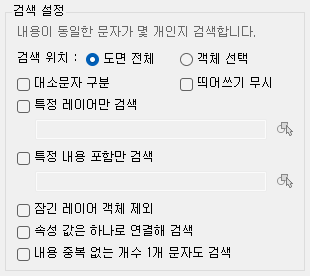 검색 설정
내용이 동일한 문자가 몇 개인지 검색합니다.
검색 위치 : 도면 전체 객체 선택
대소문자 구분 띄어쓰기 무시
특정 레이어만 검색
특정 내용 포함만 검색
잠긴 레이어 객체 제외
속성 값은 하나로 연결해 검색
내용 중복 없는 개수 1개 문자도 검색